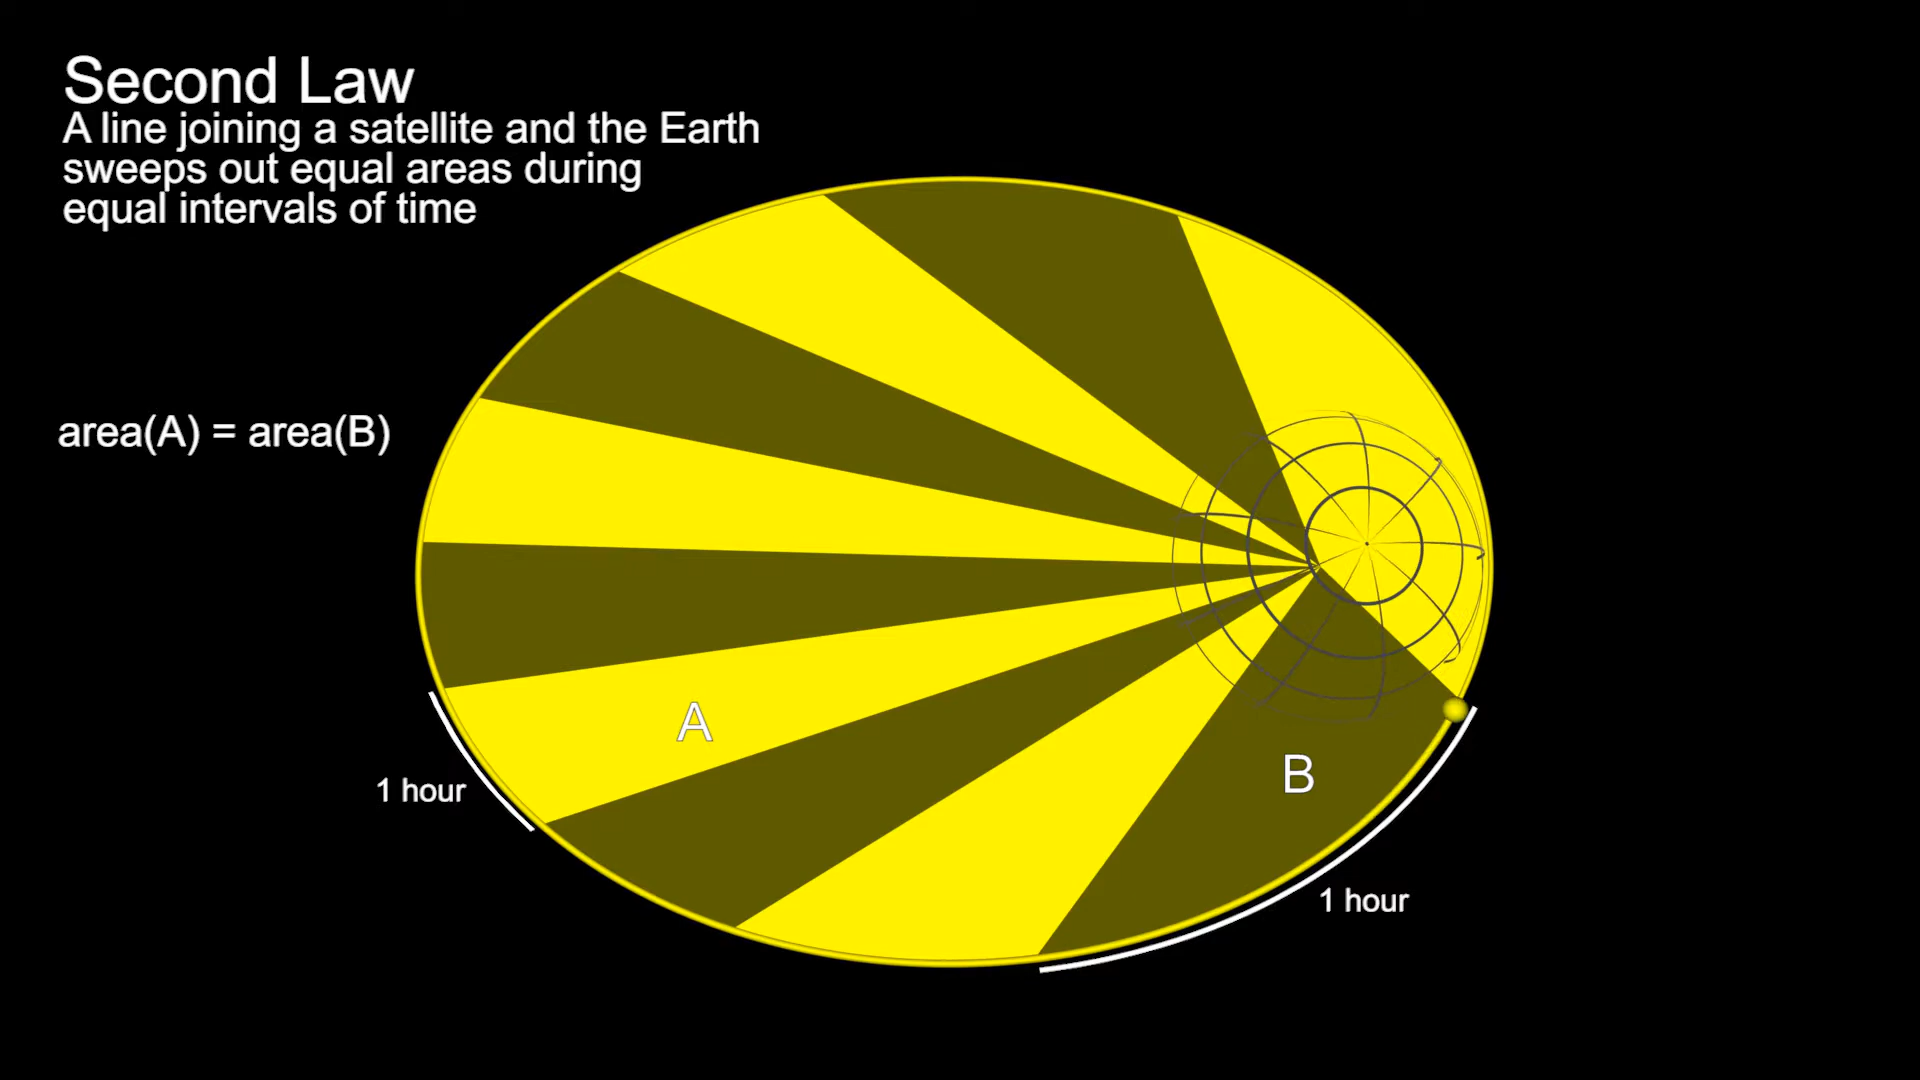 Second Law
A line joining a satellite and the Earth
sweeps out equal areas during
equal intervals of time
area(A) = area(B)
A
B
1 hour
1 hour